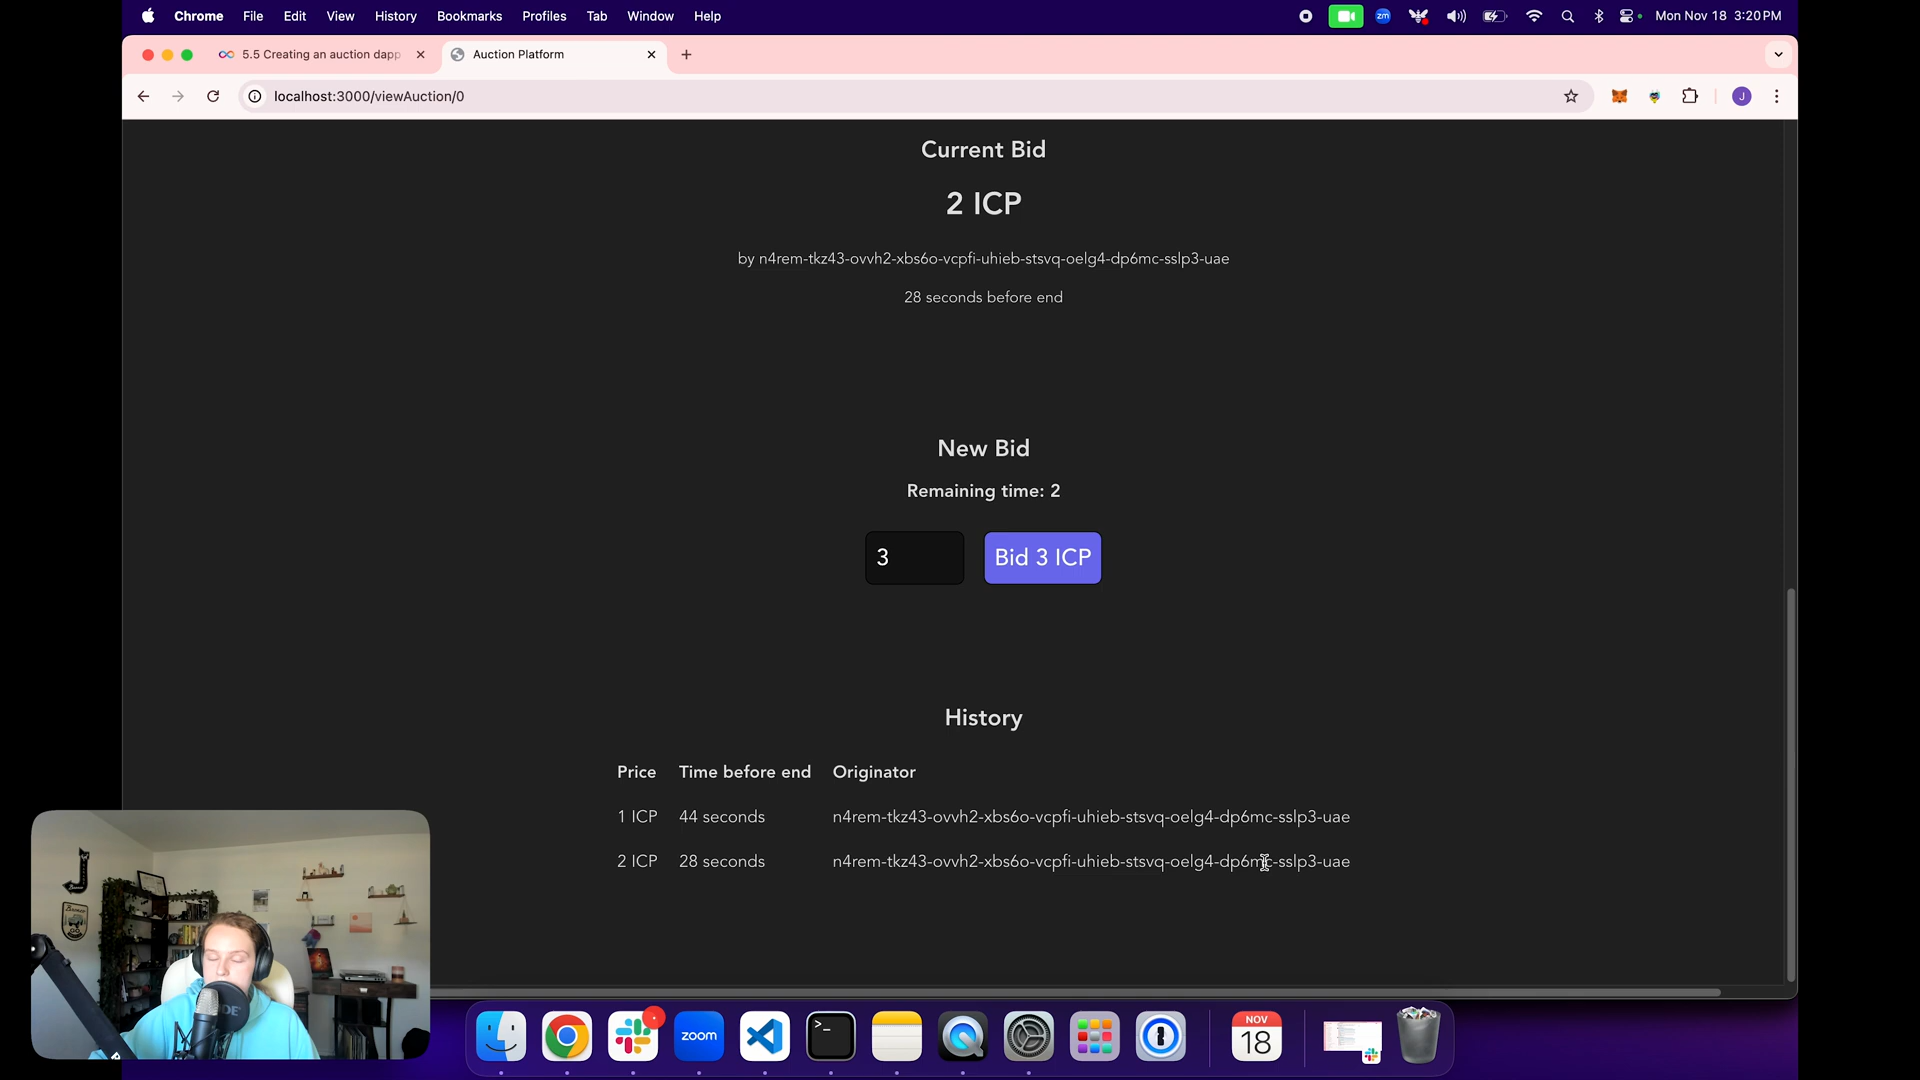 Chrome File Edit View History Bookmarks Profiles Tab Window Help
zm
Mon Nov 18 3:20 PM
5.5 Creating an auction dapp
Auction Platform
localhost:3000/viewAuction/0
J
Current Bid
2 ICP
by n4rem-tkz43-ovvh2-xbs6o-vcpfi-uhieb-stsvq-oelg4-dp6mc-sslp3-uae
28 seconds before end
New Bid
Remaining time: 2
3
Bid 3 ICP
History
Price Time before end Originator
1 ICP 44 seconds n4rem-tkz43-ovvh2-xbs6o-vcpfi-uhieb-stsvq-oelg4-dp6mc-sslp3-uae
2 ICP 28 seconds n4rem-tkz43-ovvh2-xbs6o-vcpfi-uhieb-stsvq-oelg4-dp6mc-sslp3-uae
zoom
>_
NOV
18